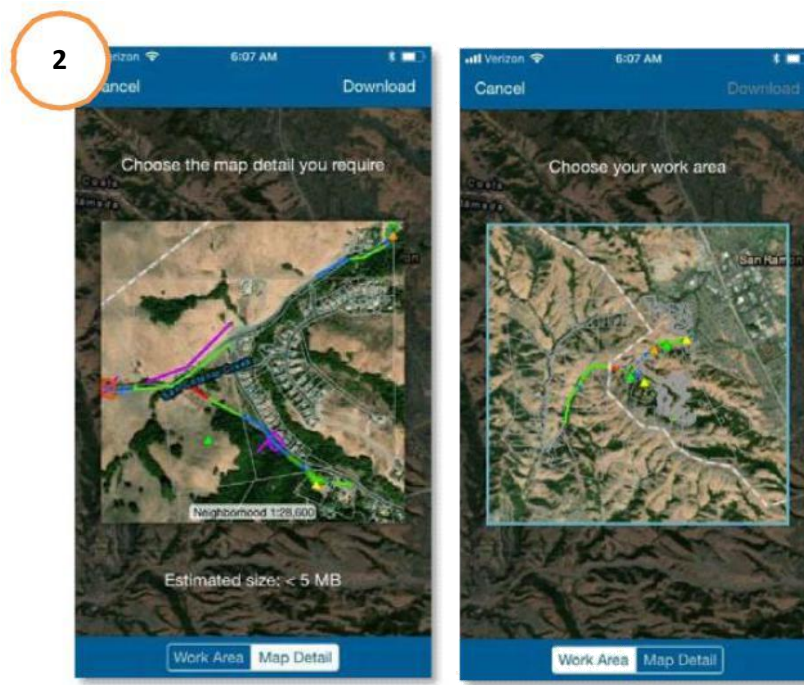 2
Verizon 6:07 AM
Cancel Download
Choose the map detail you require
Neighborhood 1:28,600
Estimated size: < 5 MB
Work Area Map Detail
Verizon 6:07 AM
Cancel Download
Choose your work area
San Ramon
Work Area Map Detail